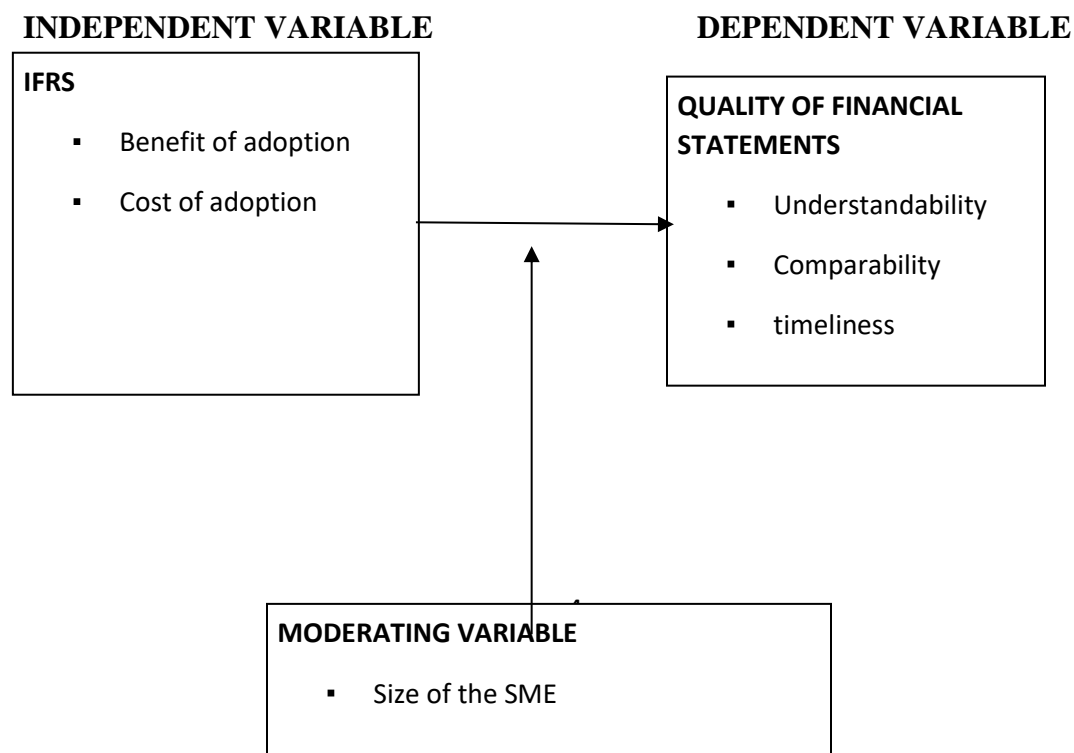 INDEPENDENT VARIABLE
DEPENDENT VARIABLE
IFRS
▪ Benefit of adoption
▪ Cost of adoption
QUALITY OF FINANCIAL
STATEMENTS
▪ Understandability
▪ Comparability
▪ timeliness
MODERATING VARIABLE
▪ Size of the SME